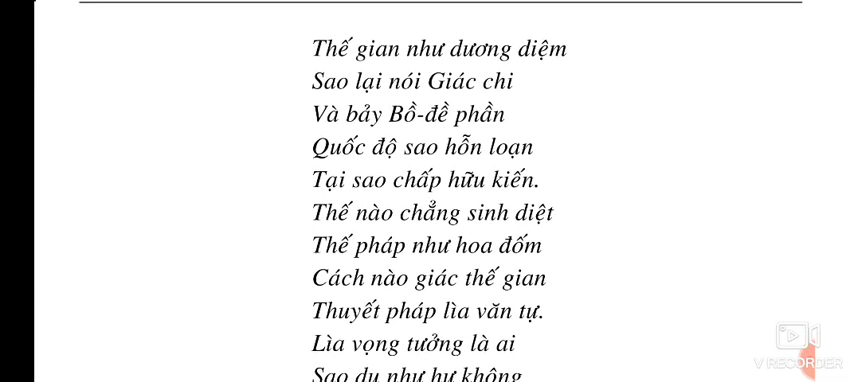 Thế gian như dương diệm
Sao lại nói Giác chi
Và bảy Bồ-đề phần
Quốc độ sao hỗn loạn
Tại sao chấp hữu kiến.
Thế nào chẳng sinh diệt
Thế pháp như hoa đốm
Cách nào giác thế gian
Thuyết pháp lìa văn tự.
Lìa vọng tưởng là ai
Sao dụ như hư không
V RECORDER